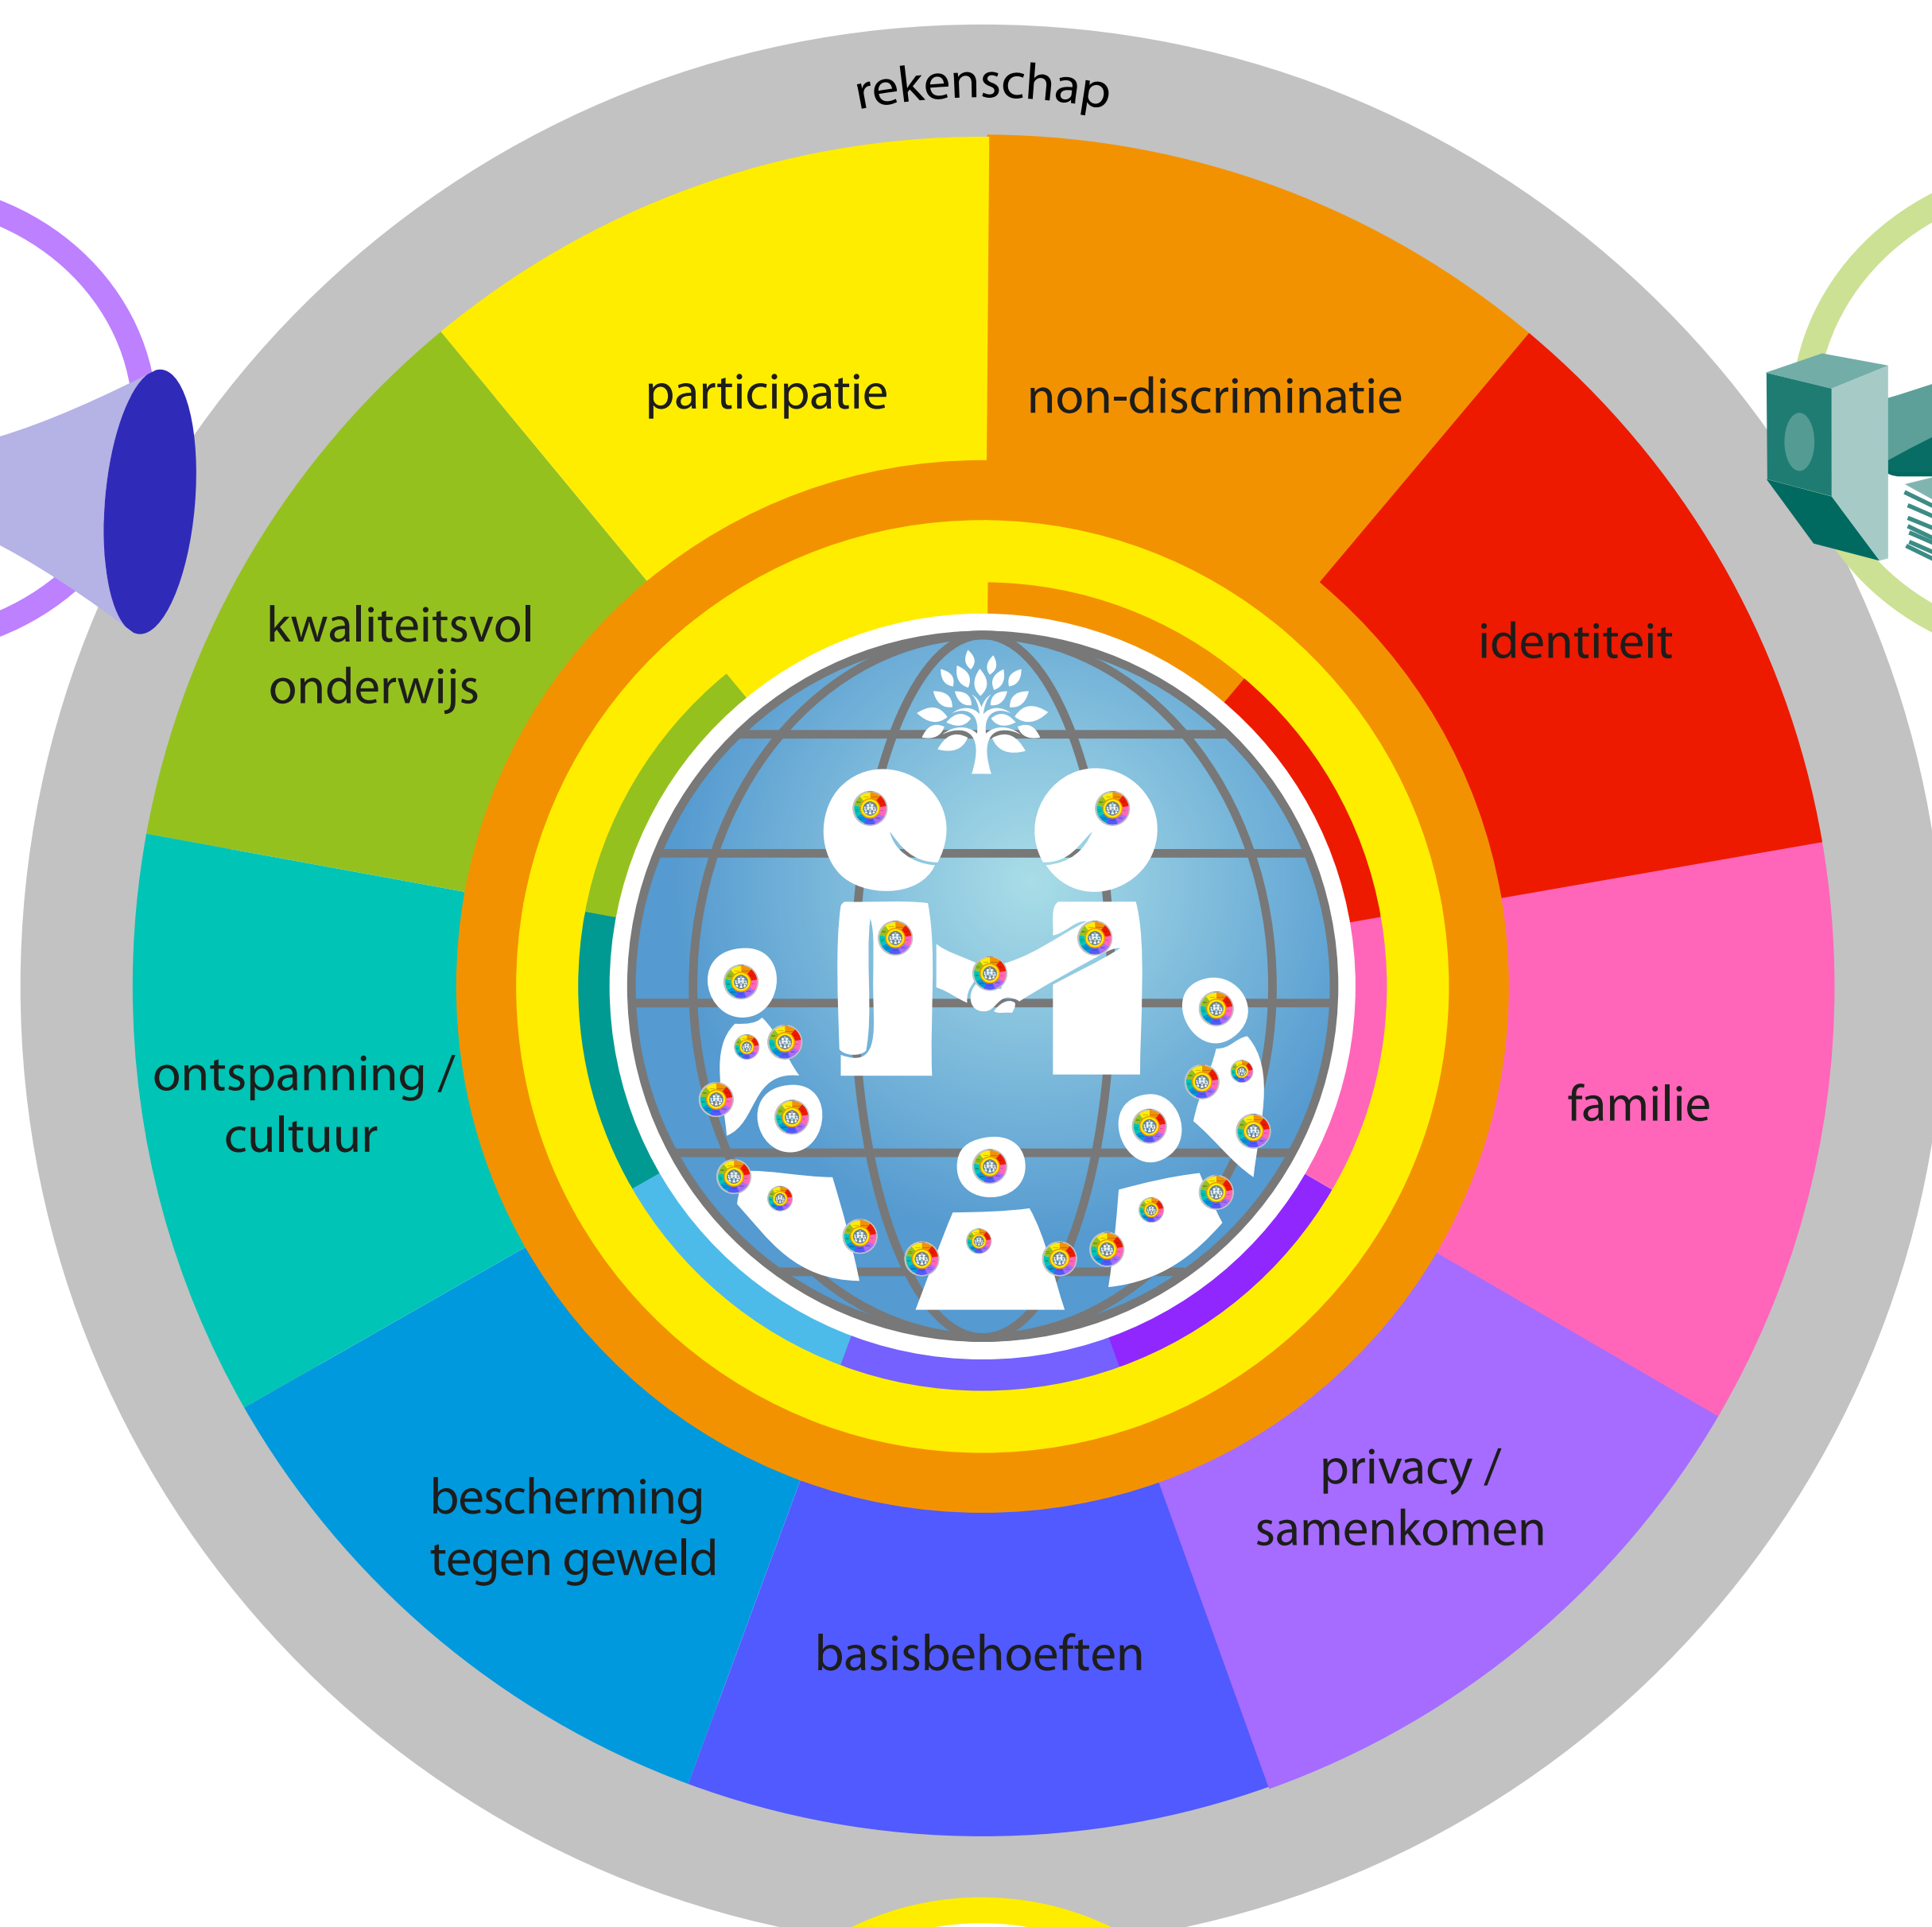 rekenschap
participatie
non-discriminatie
kwaliteitsvol
onderwijs
identiteit
ontspanning /
cultuur
familie
bescherming
tegen geweld
privacy /
samenkomen
basisbehoeften